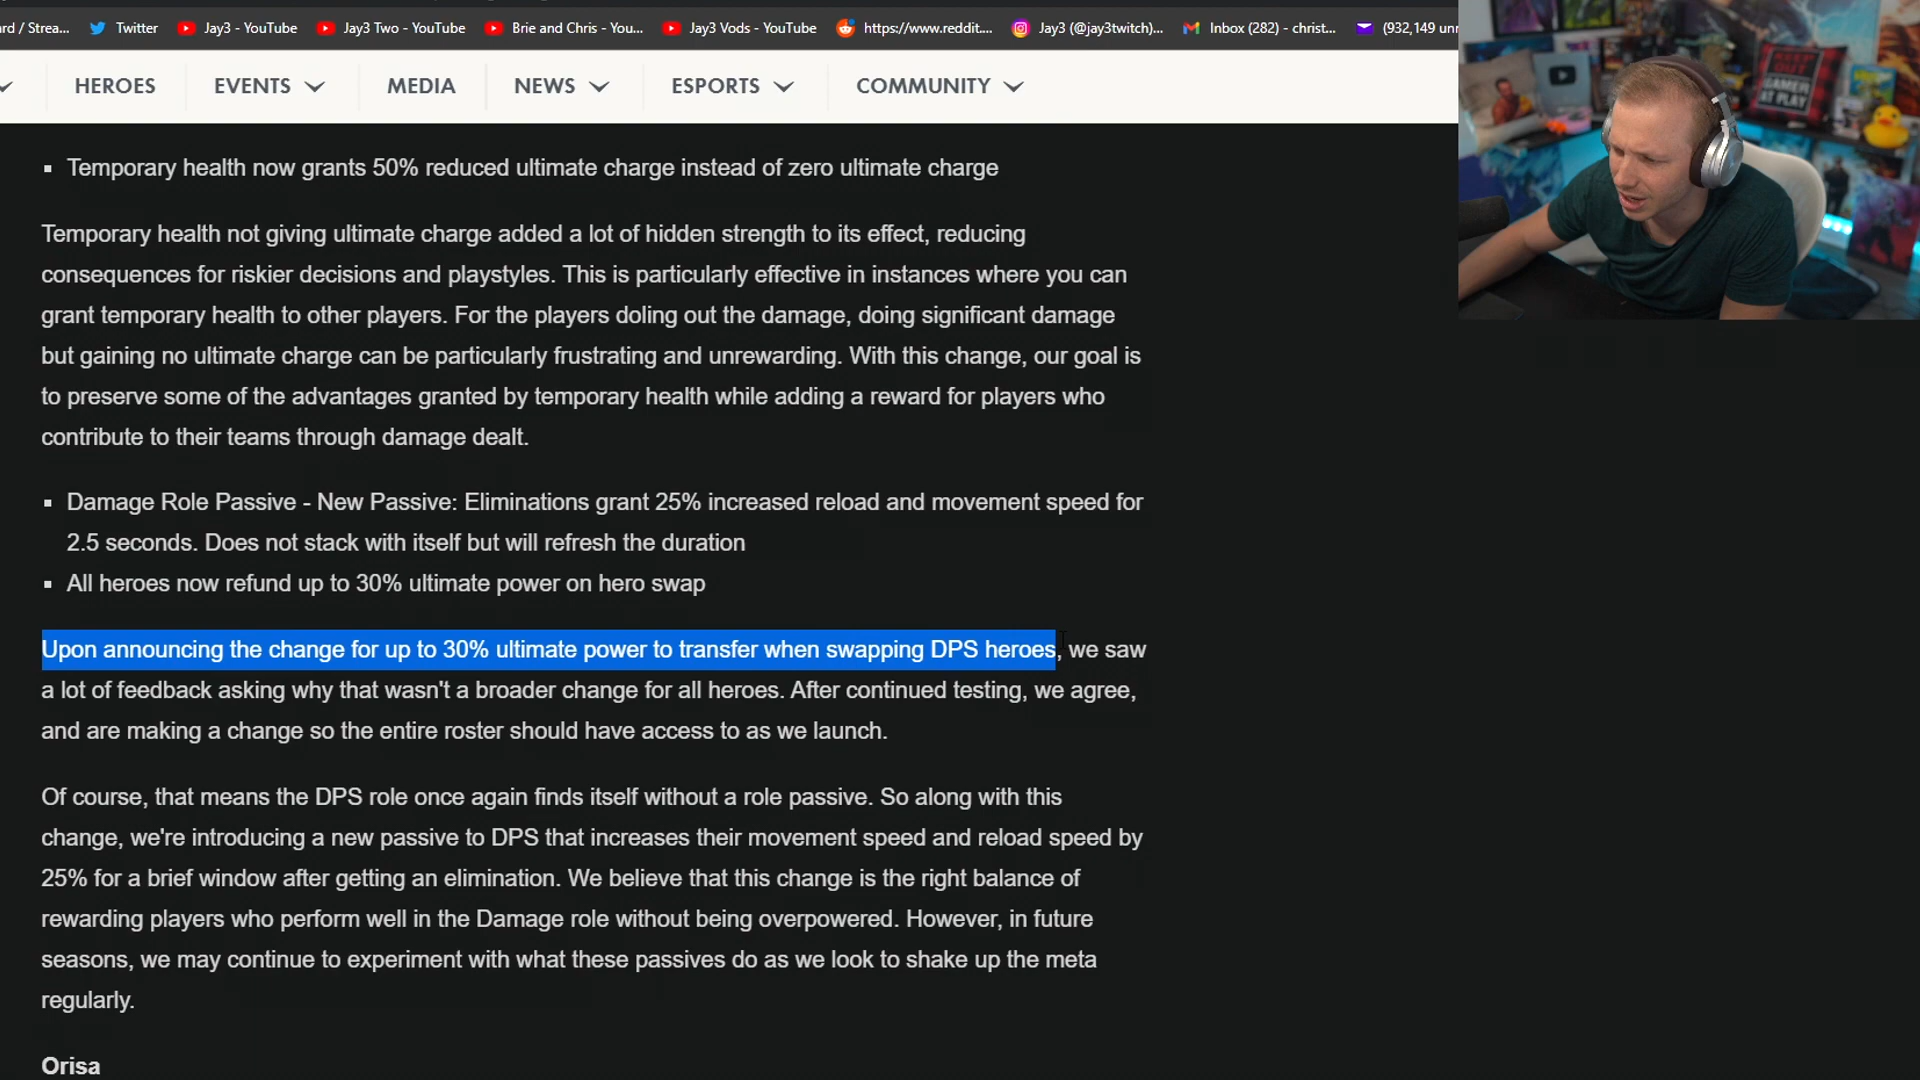 rd / Strea...
Twitter
Jay3 - YouTube
Jay3 Two - YouTube
Brie and Chris - You...
Jay3 Vods - YouTube
https://www.reddit....
Jay3 (@jay3twitch)...
Inbox (282) - christ...
(932,149 unr
HEROES
EVENTS
MEDIA
NEWS
ESPORTS
COMMUNITY
KEEP OUT
GAMER
AT PLAY
▪ Temporary health now grants 50% reduced ultimate charge instead of zero ultimate charge
Temporary health not giving ultimate charge added a lot of hidden strength to its effect, reducing
consequences for riskier decisions and playstyles. This is particularly effective in instances where you can
grant temporary health to other players. For the players doling out the damage, doing significant damage
but gaining no ultimate charge can be particularly frustrating and unrewarding. With this change, our goal is
to preserve some of the advantages granted by temporary health while adding a reward for players who
contribute to their teams through damage dealt.
▪ Damage Role Passive - New Passive: Eliminations grant 25% increased reload and movement speed for
2.5 seconds. Does not stack with itself but will refresh the duration
▪ All heroes now refund up to 30% ultimate power on hero swap
Upon announcing the change for up to 30% ultimate power to transfer when swapping DPS heroes, we saw
a lot of feedback asking why that wasn't a broader change for all heroes. After continued testing, we agree,
and are making a change so the entire roster should have access to as we launch.
Of course, that means the DPS role once again finds itself without a role passive. So along with this
change, we're introducing a new passive to DPS that increases their movement speed and reload speed by
25% for a brief window after getting an elimination. We believe that this change is the right balance of
rewarding players who perform well in the Damage role without being overpowered. However, in future
seasons, we may continue to experiment with what these passives do as we look to shake up the meta
regularly.
Orisa